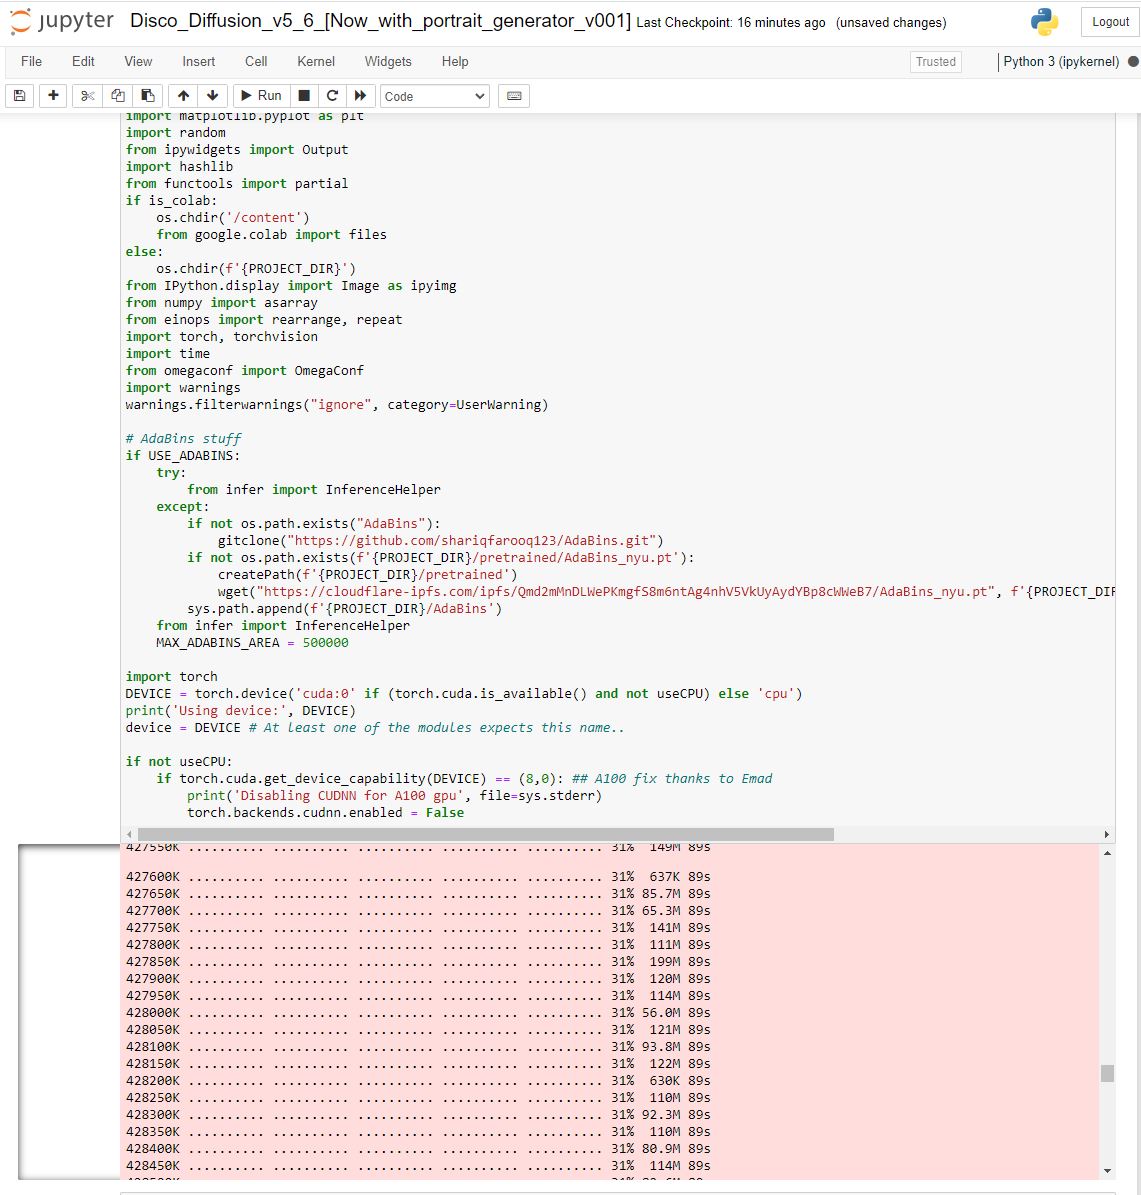 jupyter Disco_Diffusion_v5_6_[Now_with_portrait_generator_v001] Last Checkpoint: 16 minutes ago (unsaved changes) Logout
File Edit View Insert Cell Kernel Widgets Help Trusted Python 3 (ipykernel)
Run Code
import matplotlib.pyplot as plt
import random
from ipywidgets import Output
import hashlib
from functools import partial
if is_colab:
    os.chdir('/content')
    from google.colab import files
else:
    os.chdir(f'{PROJECT_DIR}')
from IPython.display import Image as ipyimg
from numpy import asarray
from einops import rearrange, repeat
import torch, torchvision
import time
from omegaconf import OmegaConf
import warnings
warnings.filterwarnings("ignore", category=UserWarning)
# AdaBins stuff
if USE_ADABINS:
    try:
        from infer import InferenceHelper
    except:
        if not os.path.exists("AdaBins"):
            gitclone("https://github.com/shariqfarooq123/AdaBins.git")
        if not os.path.exists(f'{PROJECT_DIR}/pretrained/AdaBins_nyu.pt'):
            createPath(f'{PROJECT_DIR}/pretrained')
            wget("https://cloudflare-ipfs.com/ipfs/Qmd2mMnDLWePKmgfS8m6ntAg4nhV5VkUyAydYBp8cWWeB7/AdaBins_nyu.pt", f'{PROJECT_DIR
        sys.path.append(f'{PROJECT_DIR}/AdaBins')
    from infer import InferenceHelper
    MAX_ADABINS_AREA = 500000
import torch
DEVICE = torch.device('cuda:0' if (torch.cuda.is_available() and not useCPU) else 'cpu')
print('Using device:', DEVICE)
device = DEVICE # At least one of the modules expects this name..
if not useCPU:
    if torch.cuda.get_device_capability(DEVICE) == (8,0): ## A100 fix thanks to Emad
        print('Disabling CUDNN for A100 gpu', file=sys.stderr)
        torch.backends.cudnn.enabled = False
427550K .......... .......... .......... .......... .......... 31% 149M 89s
427600K .......... .......... .......... .......... .......... 31% 637K 89s
427650K .......... .......... .......... .......... .......... 31% 85.7M 89s
427700K .......... .......... .......... .......... .......... 31% 65.3M 89s
427750K .......... .......... .......... .......... .......... 31% 141M 89s
427800K .......... .......... .......... .......... .......... 31% 111M 89s
427850K .......... .......... .......... .......... .......... 31% 199M 89s
427900K .......... .......... .......... .......... .......... 31% 120M 89s
427950K .......... .......... .......... .......... .......... 31% 114M 89s
428000K .......... .......... .......... .......... .......... 31% 56.0M 89s
428050K .......... .......... .......... .......... .......... 31% 121M 89s
428100K .......... .......... .......... .......... .......... 31% 93.8M 89s
428150K .......... .......... .......... .......... .......... 31% 122M 89s
428200K .......... .......... .......... .......... .......... 31% 630K 89s
428250K .......... .......... .......... .......... .......... 31% 110M 89s
428300K .......... .......... .......... .......... .......... 31% 92.3M 89s
428350K .......... .......... .......... .......... .......... 31% 110M 89s
428400K .......... .......... .......... .......... .......... 31% 80.9M 89s
428450K .......... .......... .......... .......... .......... 31% 114M 89s